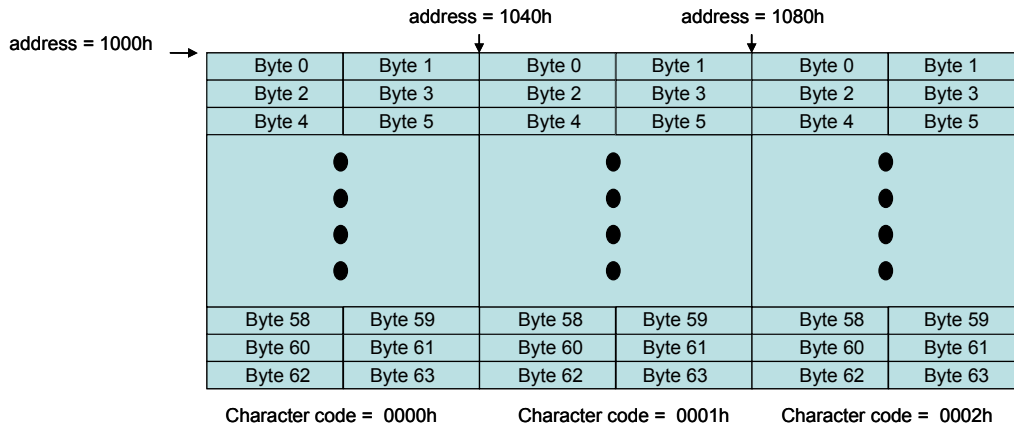 address = 1040h address = 1080h
address = 1000h
Byte 0 Byte 1 Byte 0 Byte 1 Byte 0 Byte 1
Byte 2 Byte 3 Byte 2 Byte 3 Byte 2 Byte 3
Byte 4 Byte 5 Byte 4 Byte 5 Byte 4 Byte 5
Byte 58 Byte 59 Byte 58 Byte 59 Byte 58 Byte 59
Byte 60 Byte 61 Byte 60 Byte 61 Byte 60 Byte 61
Byte 62 Byte 63 Byte 62 Byte 63 Byte 62 Byte 63
Character code = 0000h Character code = 0001h Character code = 0002h